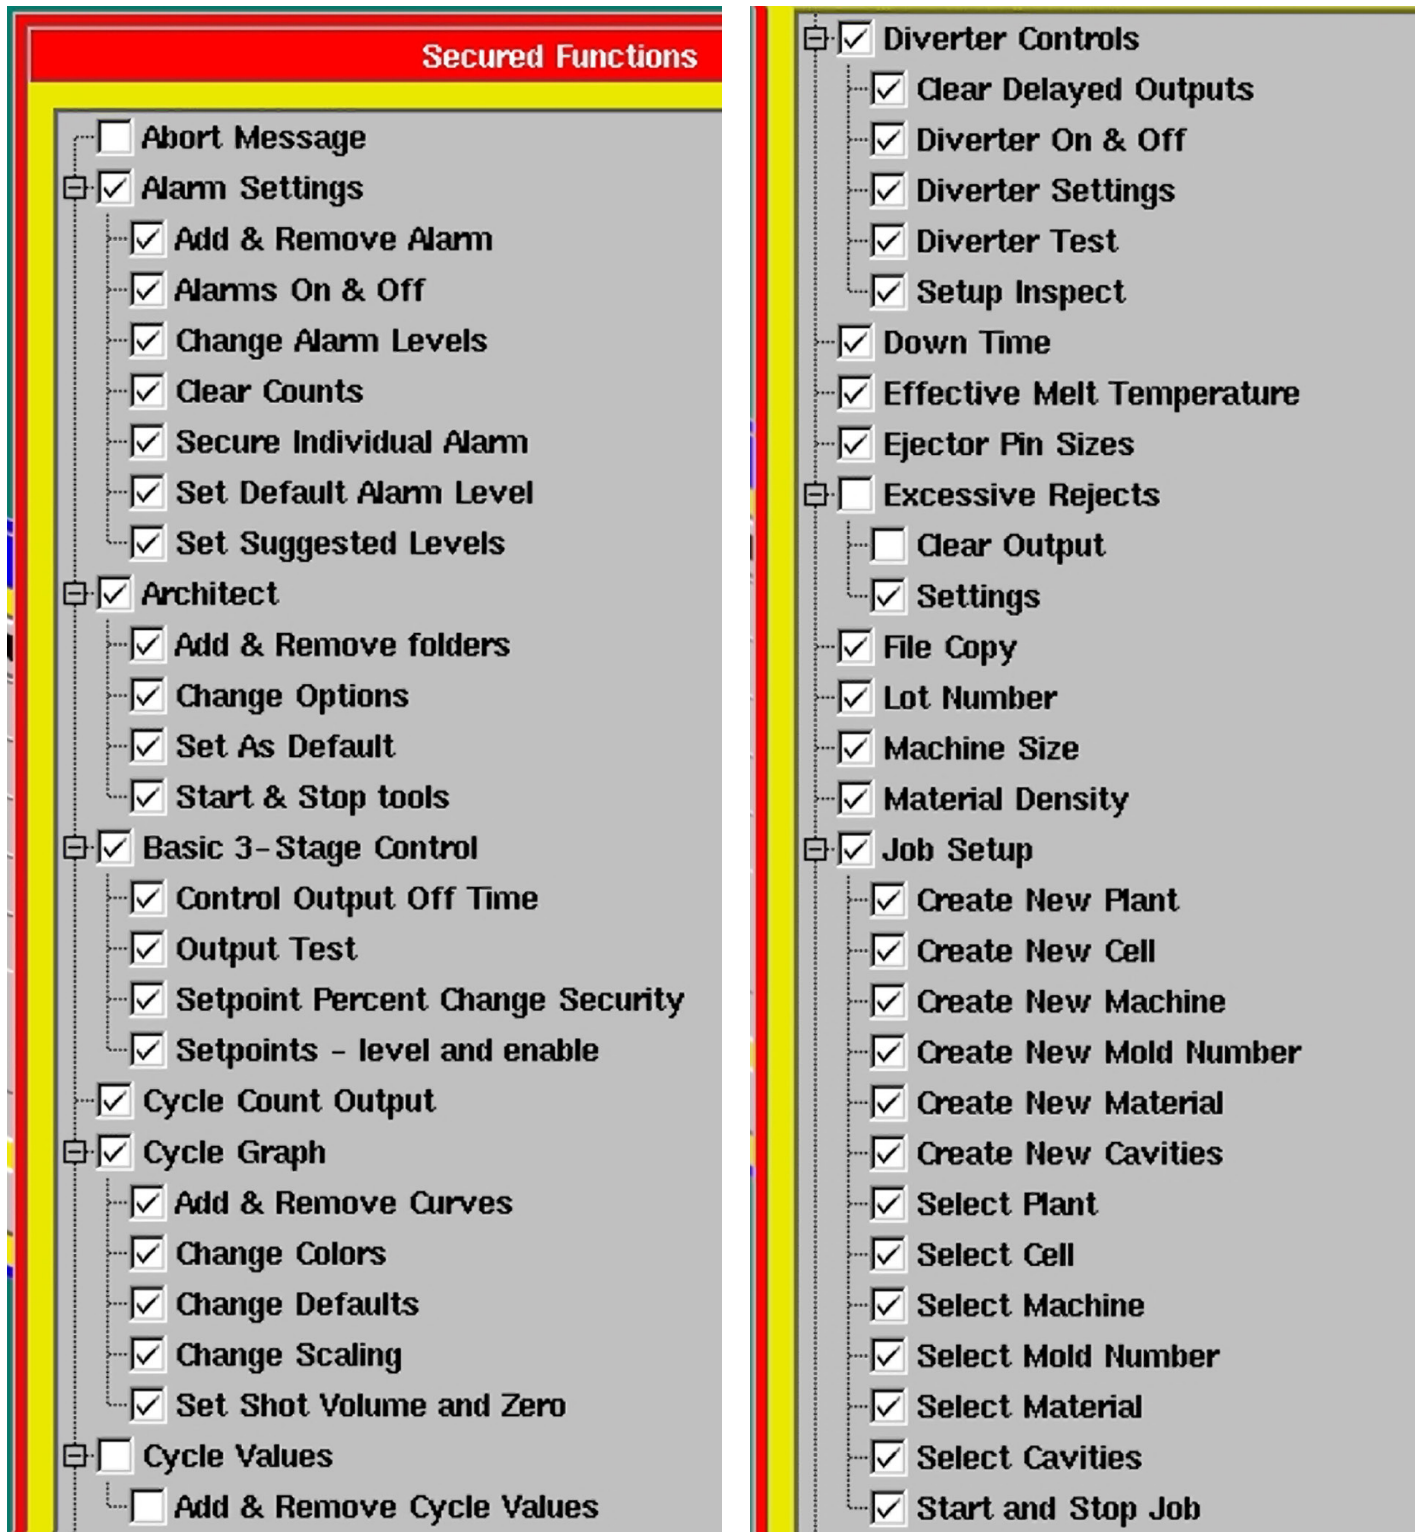 Secured Functions
Abort Message
Alarm Settings
Add & Remove Alarm
Alarms On & Off
Change Alarm Levels
Clear Counts
Secure Individual Alarm
Set Default Alarm Level
Set Suggested Levels
Architect
Add & Remove folders
Change Options
Set As Default
Start & Stop tools
Basic 3-Stage Control
Control Output Off Time
Output Test
Setpoint Percent Change Security
Setpoints - level and enable
Cycle Count Output
Cycle Graph
Add & Remove Curves
Change Colors
Change Defaults
Change Scaling
Set Shot Volume and Zero
Cycle Values
Add & Remove Cycle Values
Diverter Controls
Clear Delayed Outputs
Diverter On & Off
Diverter Settings
Diverter Test
Setup Inspect
Down Time
Effective Melt Temperature
Ejector Pin Sizes
Excessive Rejects
Clear Output
Settings
File Copy
Lot Number
Machine Size
Material Density
Job Setup
Create New Plant
Create New Cell
Create New Machine
Create New Mold Number
Create New Material
Create New Cavities
Select Plant
Select Cell
Select Machine
Select Mold Number
Select Material
Select Cavities
Start and Stop Job